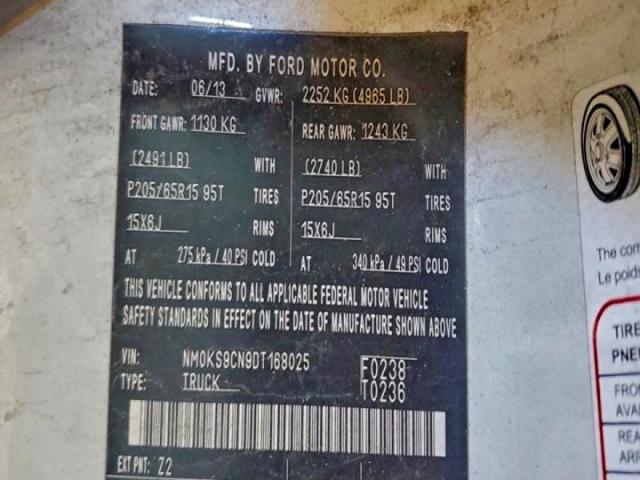 MFD. BY FORD MOTOR CO.
DATE: 06/13 GVWR: 2252 KG (4965 LB)
FRONT GAWR: 1130 KG REAR GAWR: 1243 KG
(2491 LB) WITH (2740 LB) WITH
P205/65R15 95T TIRES P205/65R15 95T TIRES
15X6J RIMS 15X6J RIMS
AT 275 kPa / 40 PSI COLD AT 340 kPa / 49 PSI COLD
THIS VEHICLE CONFORMS TO ALL APPLICABLE FEDERAL MOTOR VEHICLE
SAFETY STANDARDS IN EFFECT ON THE DATE OF MANUFACTURE SHOWN ABOVE
VIN: NM0KS9CN9DT168025 F0238
TYPE: TRUCK T0236
EXT PNT: Z2
The com
Le poids
TIRE
PNEU
FRO
AVA
REA
ARR